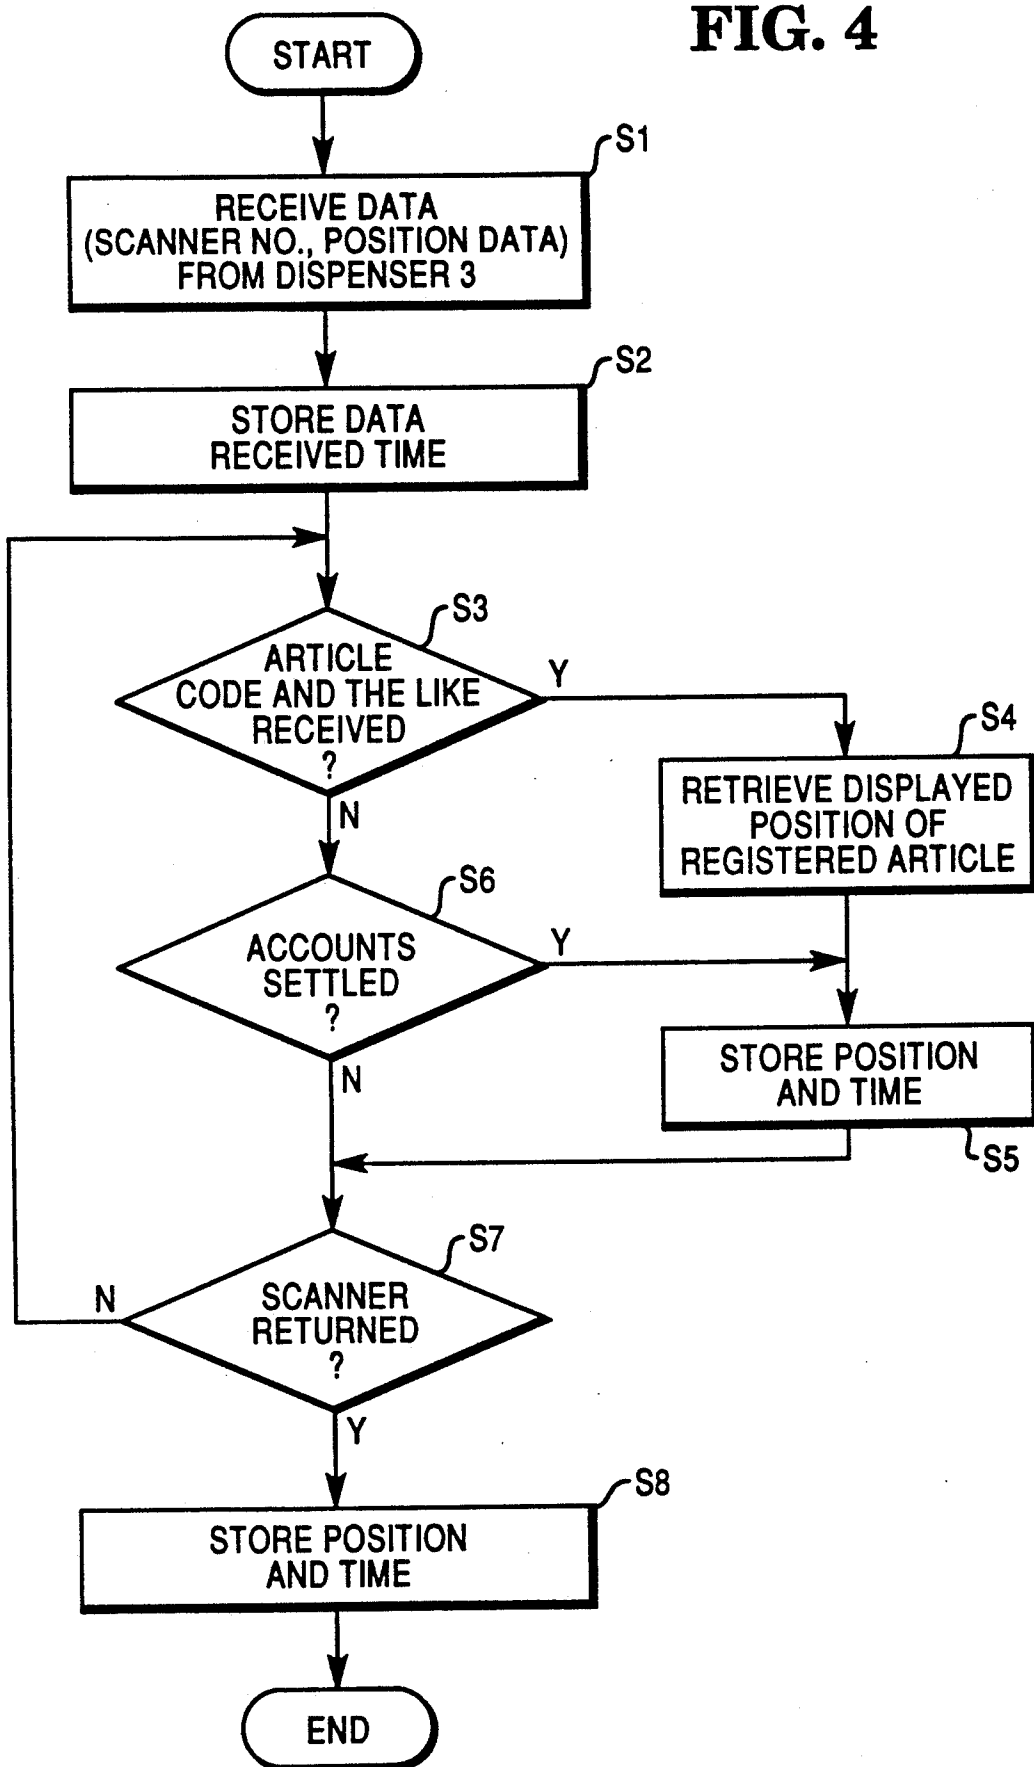 FIG. 4
START
S1
RECEIVE DATA
(SCANNER NO., POSITION DATA)
FROM DISPENSER 3
S2
STORE DATA
RECEIVED TIME
S3
ARTICLE
CODE AND THE LIKE
RECEIVED
?
Y
N
S4
RETRIEVE DISPLAYED
POSITION OF
REGISTERED ARTICLE
S6
ACCOUNTS
SETTLED
?
Y
N
STORE POSITION
AND TIME
S5
S7
SCANNER
RETURNED
?
N
Y
S8
STORE POSITION
AND TIME
END